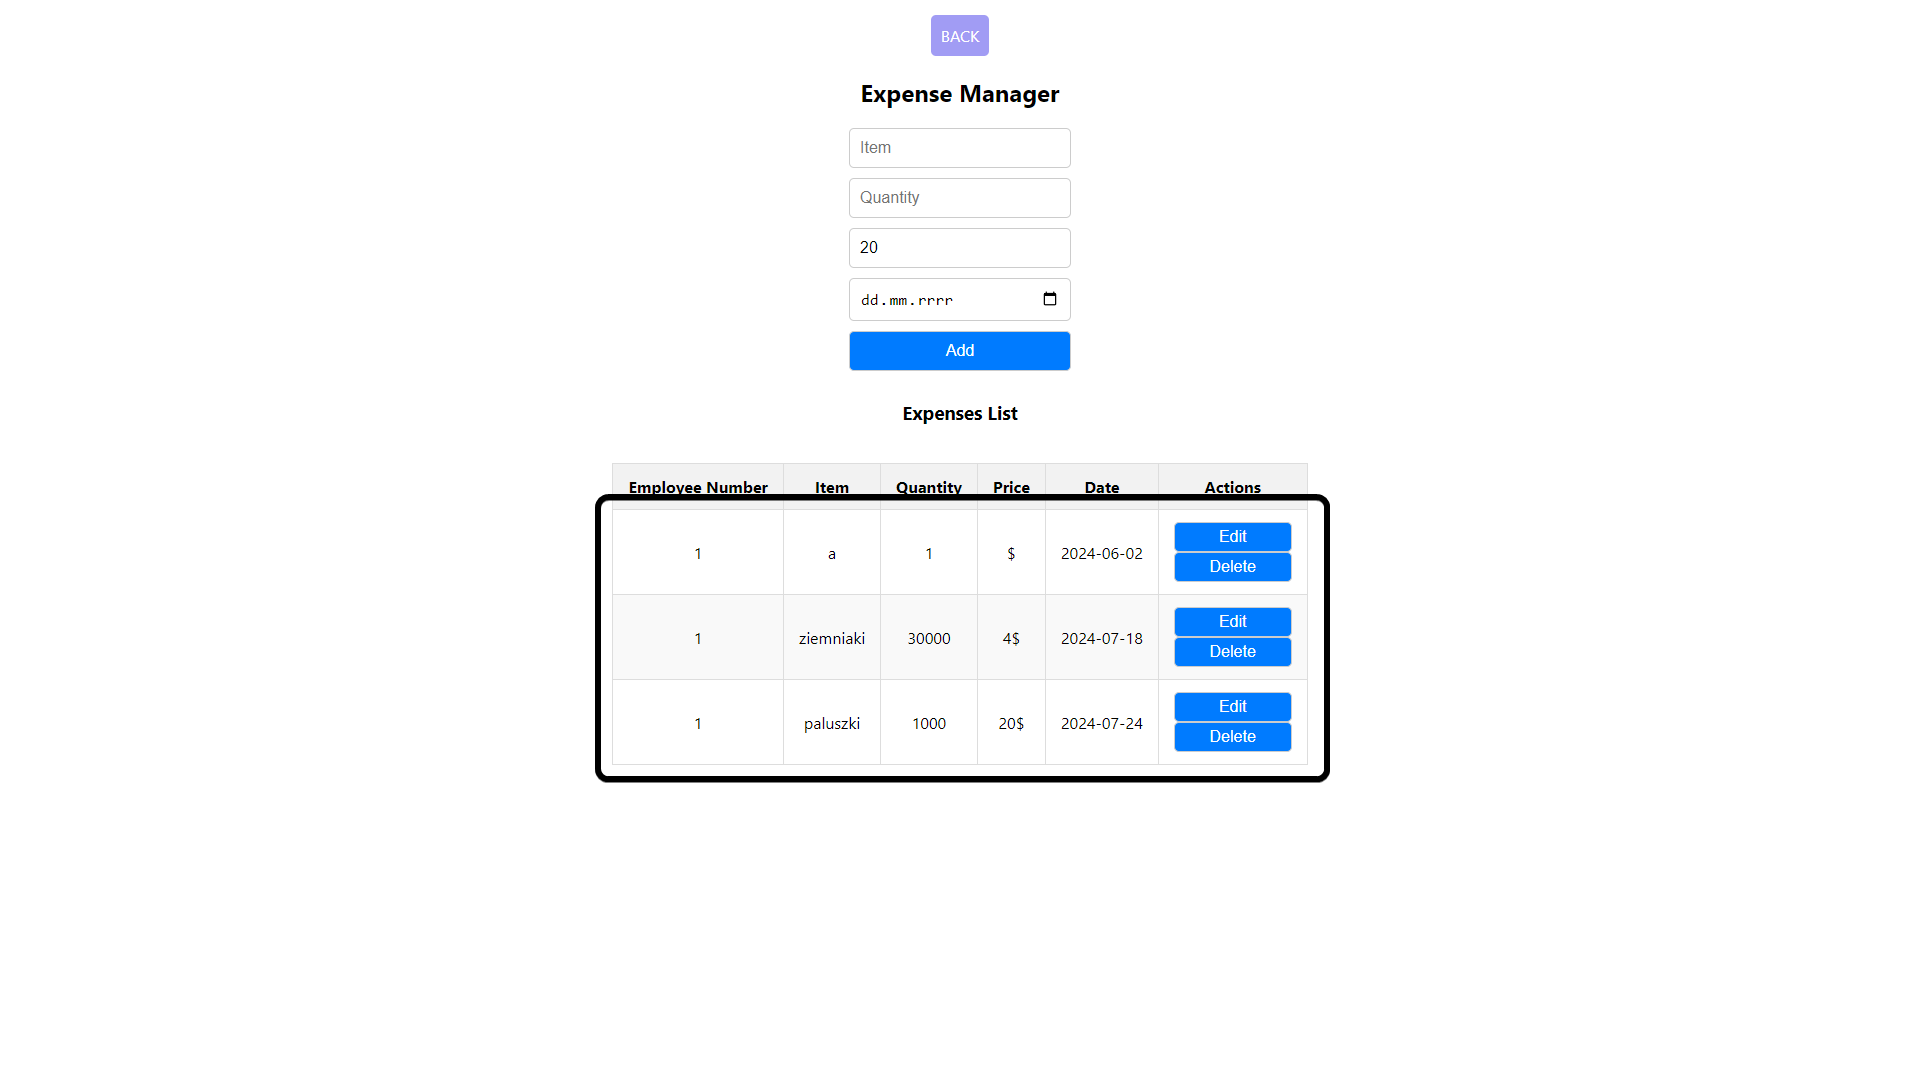 BACK
Expense Manager
Item
Quantity
20
dd.mm.rrrr
Add
Expenses List
Employee Number Item Quantity Price Date Actions
1 a 1 $ 2024-06-02 Edit
Delete
1 ziemniaki 30000 4$ 2024-07-18 Edit
Delete
1 paluszki 1000 20$ 2024-07-24 Edit
Delete